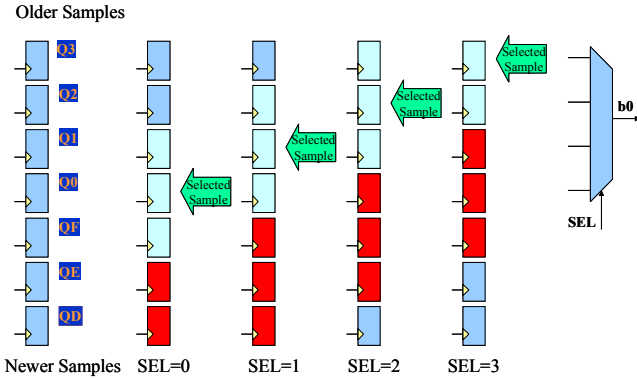 Older Samples
Q3
Selected
Sample
Q2
Selected
Sample
b0
Q1
Selected
Sample
Q0
Selected
Sample
QF
SEL
QE
QD
Newer Samples
SEL=0
SEL=1
SEL=2
SEL=3